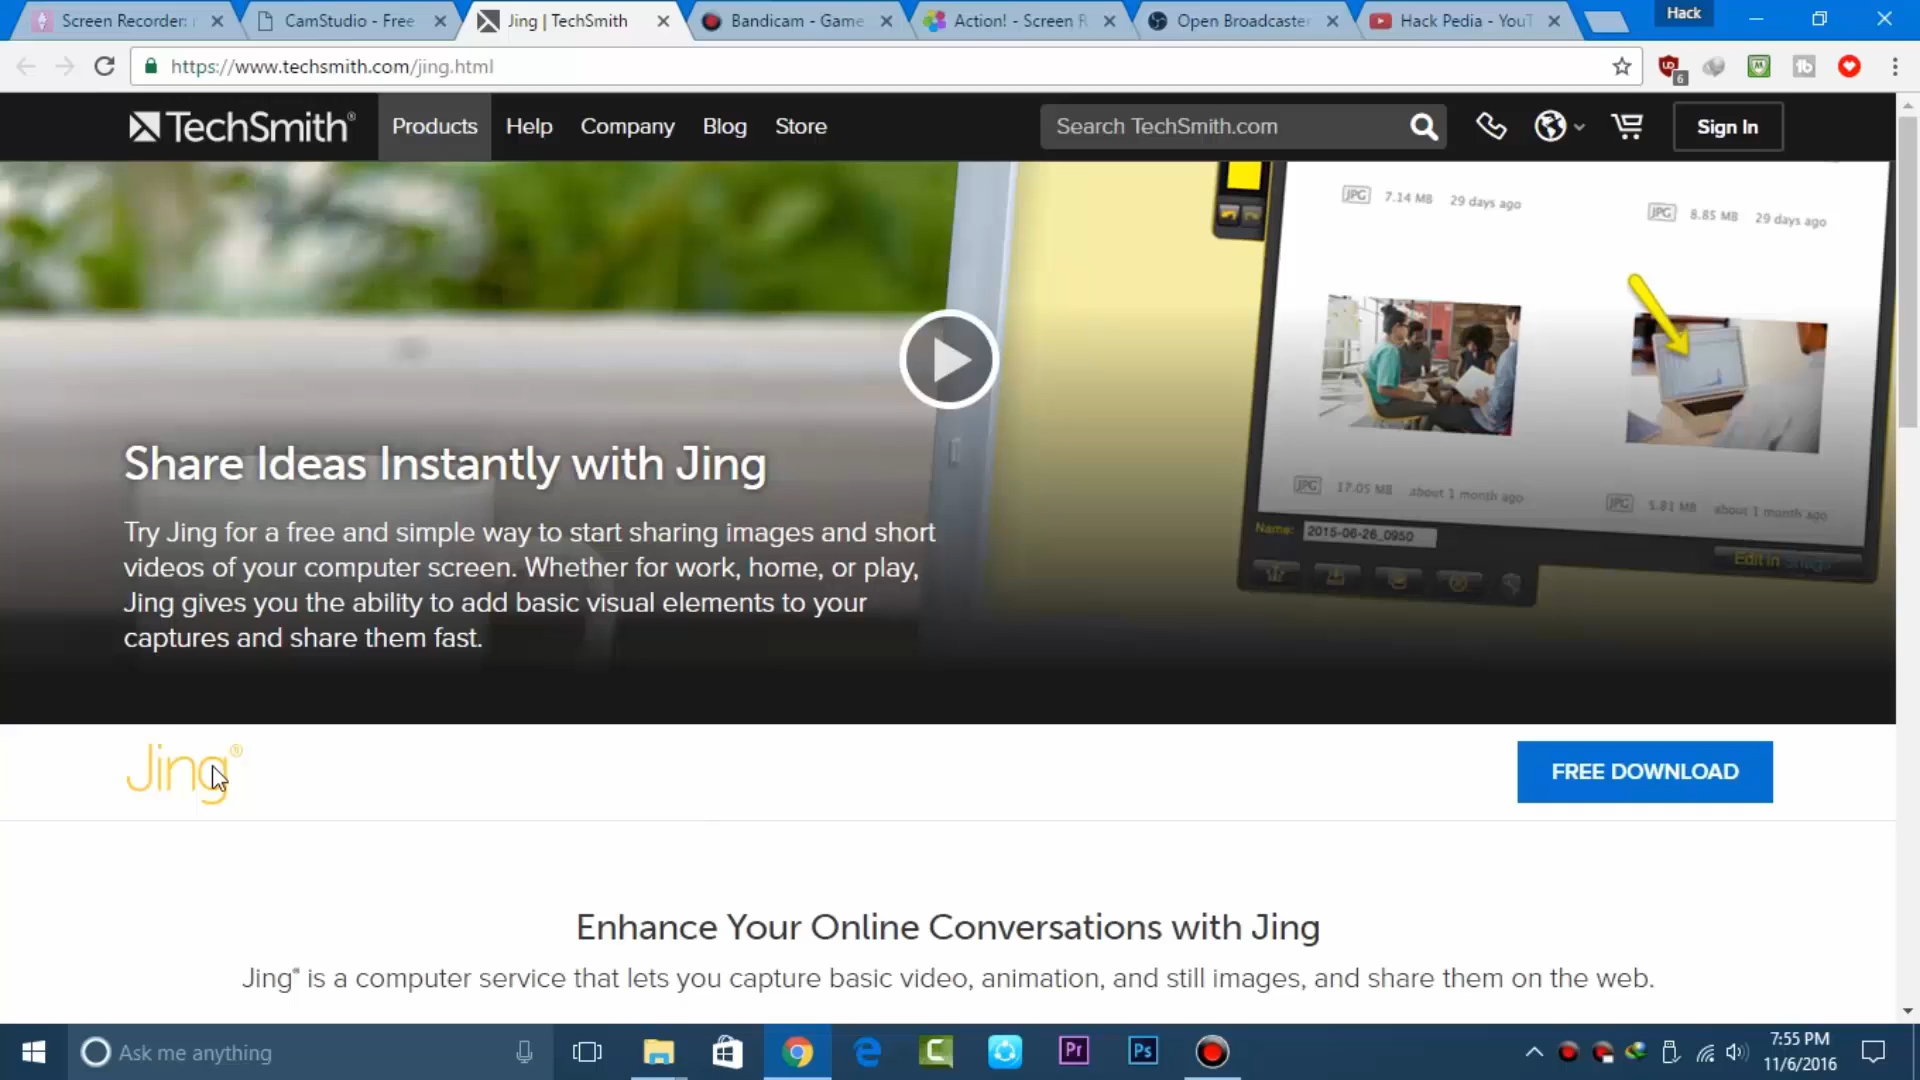 Screen Recorder:
CamStudio - Free
Jing | TechSmith
Bandicam - Game
Action! - Screen R
Open Broadcaster
Hack Pedia - YouT
Hack
https://www.techsmith.com/jing.html
6
TechSmith®
Products
Help
Company
Blog
Store
Search TechSmith.com
Sign In
JPG 7.14 MB 29 days ago
JPG 8.85 MB 29 days ago
Share Ideas Instantly with Jing
Try Jing for a free and simple way to start sharing images and short
videos of your computer screen. Whether for work, home, or play,
Jing gives you the ability to add basic visual elements to your
captures and share them fast.
JPG 17.05 MB about 1 month ago
JPG 5.81 MB about 1 month ago
Name: 2015-06-26_0950
Edit in
Jing®
FREE DOWNLOAD
Enhance Your Online Conversations with Jing
Jing® is a computer service that lets you capture basic video, animation, and still images, and share them on the web.
Ask me anything
Pr
Ps
7:55 PM
11/6/2016